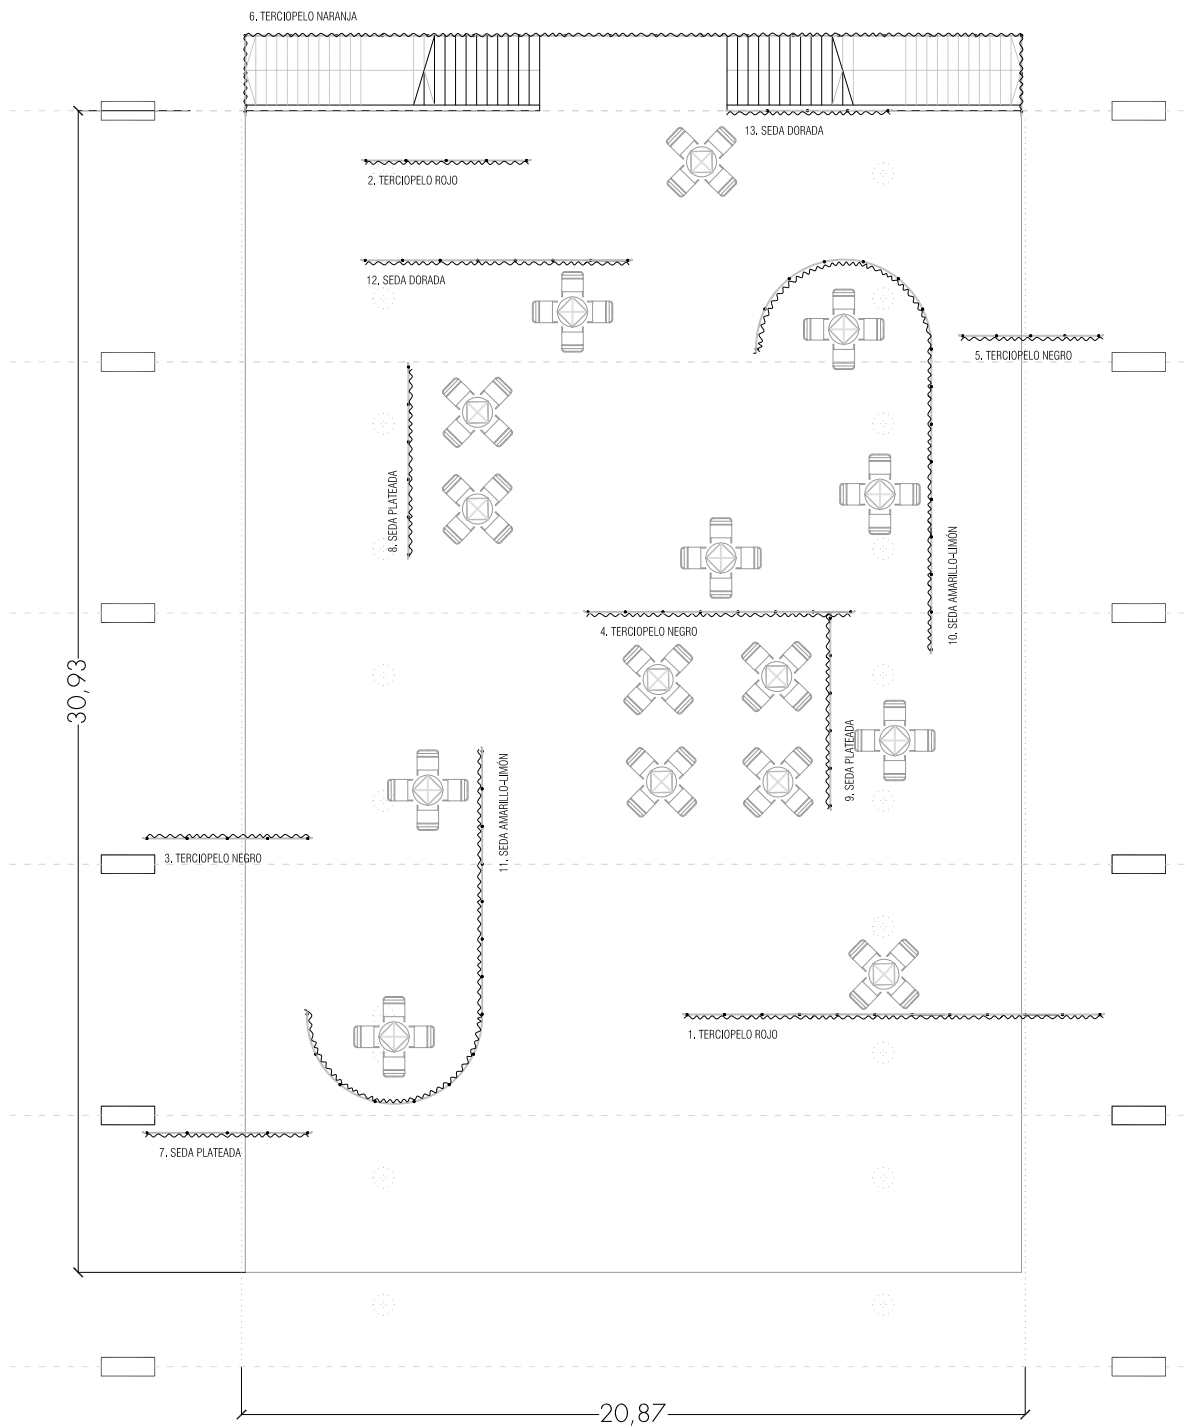 6. TERCIOPELO NARANJA
13. SEDA DORADA
2. TERCIOPELO ROJO
12. SEDA DORADA
5. TERCIOPELO NEGRO
8. SEDA PLATEADA
10. SEDA AMARILLO-LIMÓN
4. TERCIOPELO NEGRO
30,93
9. SEDA PLATEADA
11. SEDA AMARILLO-LIMÓN
3. TERCIOPELO NEGRO
1. TERCIOPELO ROJO
7. SEDA PLATEADA
20,87